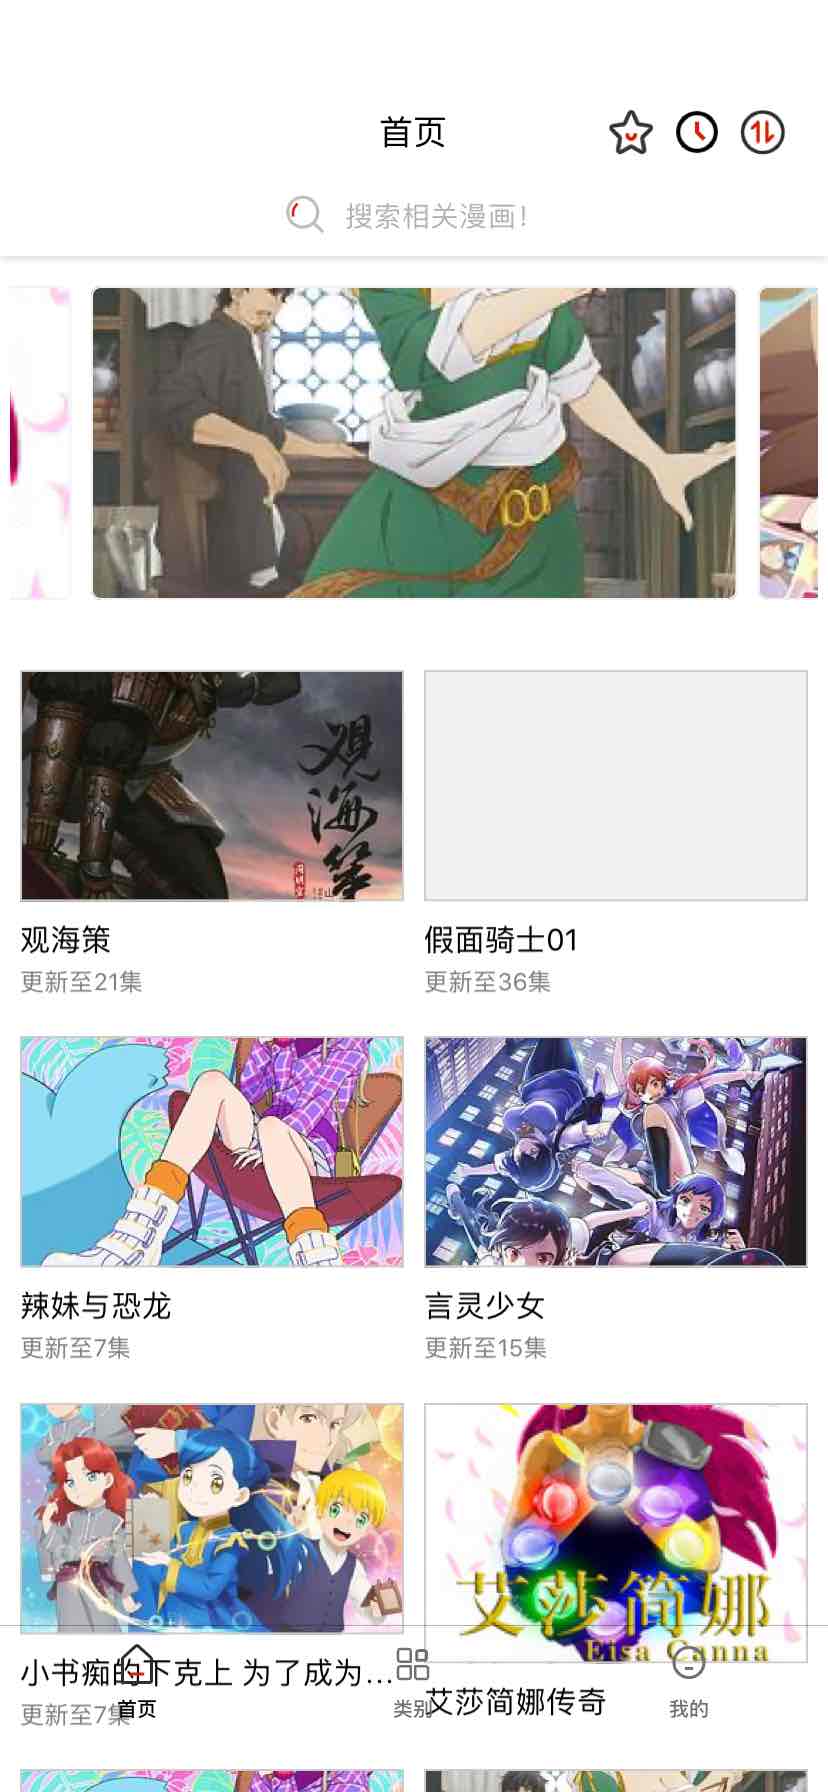 首页
搜索相关漫画!
观海策
观海策
更新至21集
假面骑士01
更新至36集
辣妹与恐龙
更新至7集
言灵少女
更新至15集
艾莎简娜
Eisa Canna
小书痴的下克上 为了成为...
更新至7集
艾莎简娜传奇
首页
类别
我的